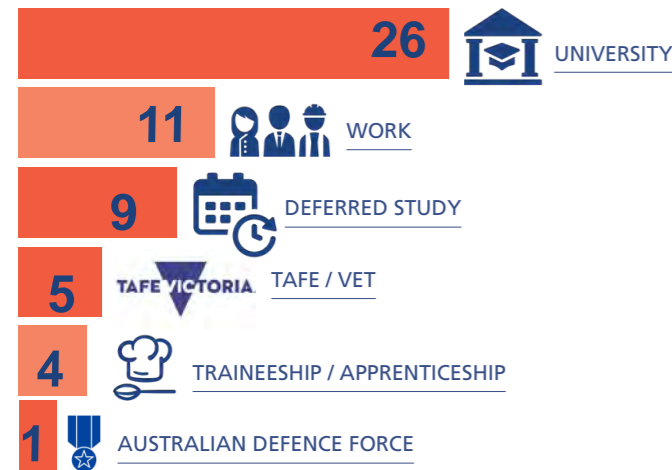 26 UNIVERSITY
11 WORK
9 DEFERRED STUDY
5 TAFE VICTORIA TAFE / VET
4 TRAINEESHIP / APPRENTICESHIP
1 AUSTRALIAN DEFENCE FORCE